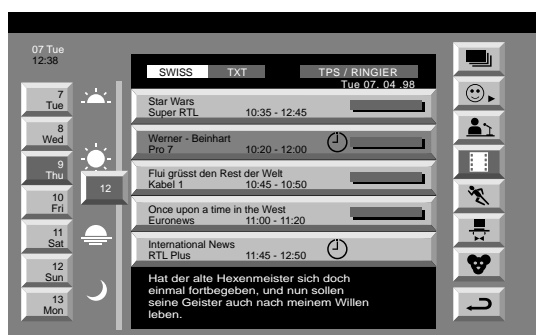 07 Tue
12:38
SWISS TXT TPS / RINGIER
Tue 07. 04 .98
7
Tue
8
Wed
9
Thu
10
Fri
11
Sat
12
Sun
13
Mon
12
Star Wars
Super RTL 10:35 - 12:45
Werner - Beinhart
Pro 7 10:20 - 12:00
Flui grüsst den Rest der Welt
Kabel 1 10:45 - 10:50
Once upon a time in the West
Euronews 11:00 - 11:20
International News
RTL Plus 11:45 - 12:50
Hat der alte Hexenmeister sich doch
einmal fortbegeben, und nun sollen
seine Geister auch nach meinem Willen
leben.